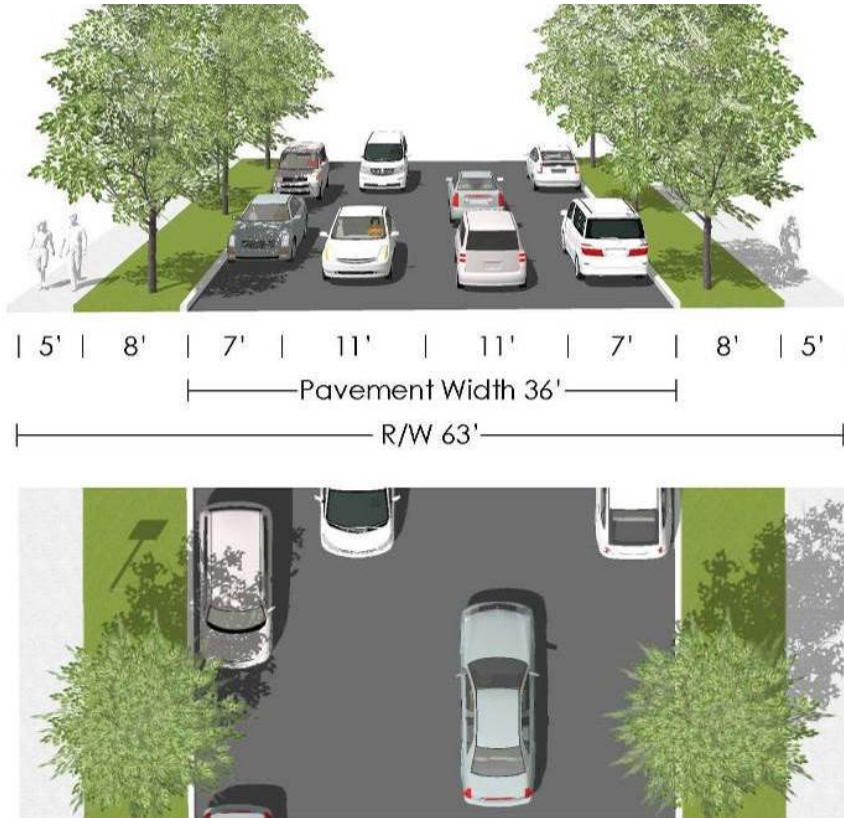 | 5' | 8' | 7' | 11' | 11' | 7' | 8' | 5'
Pavement Width 36'
R/W 63'